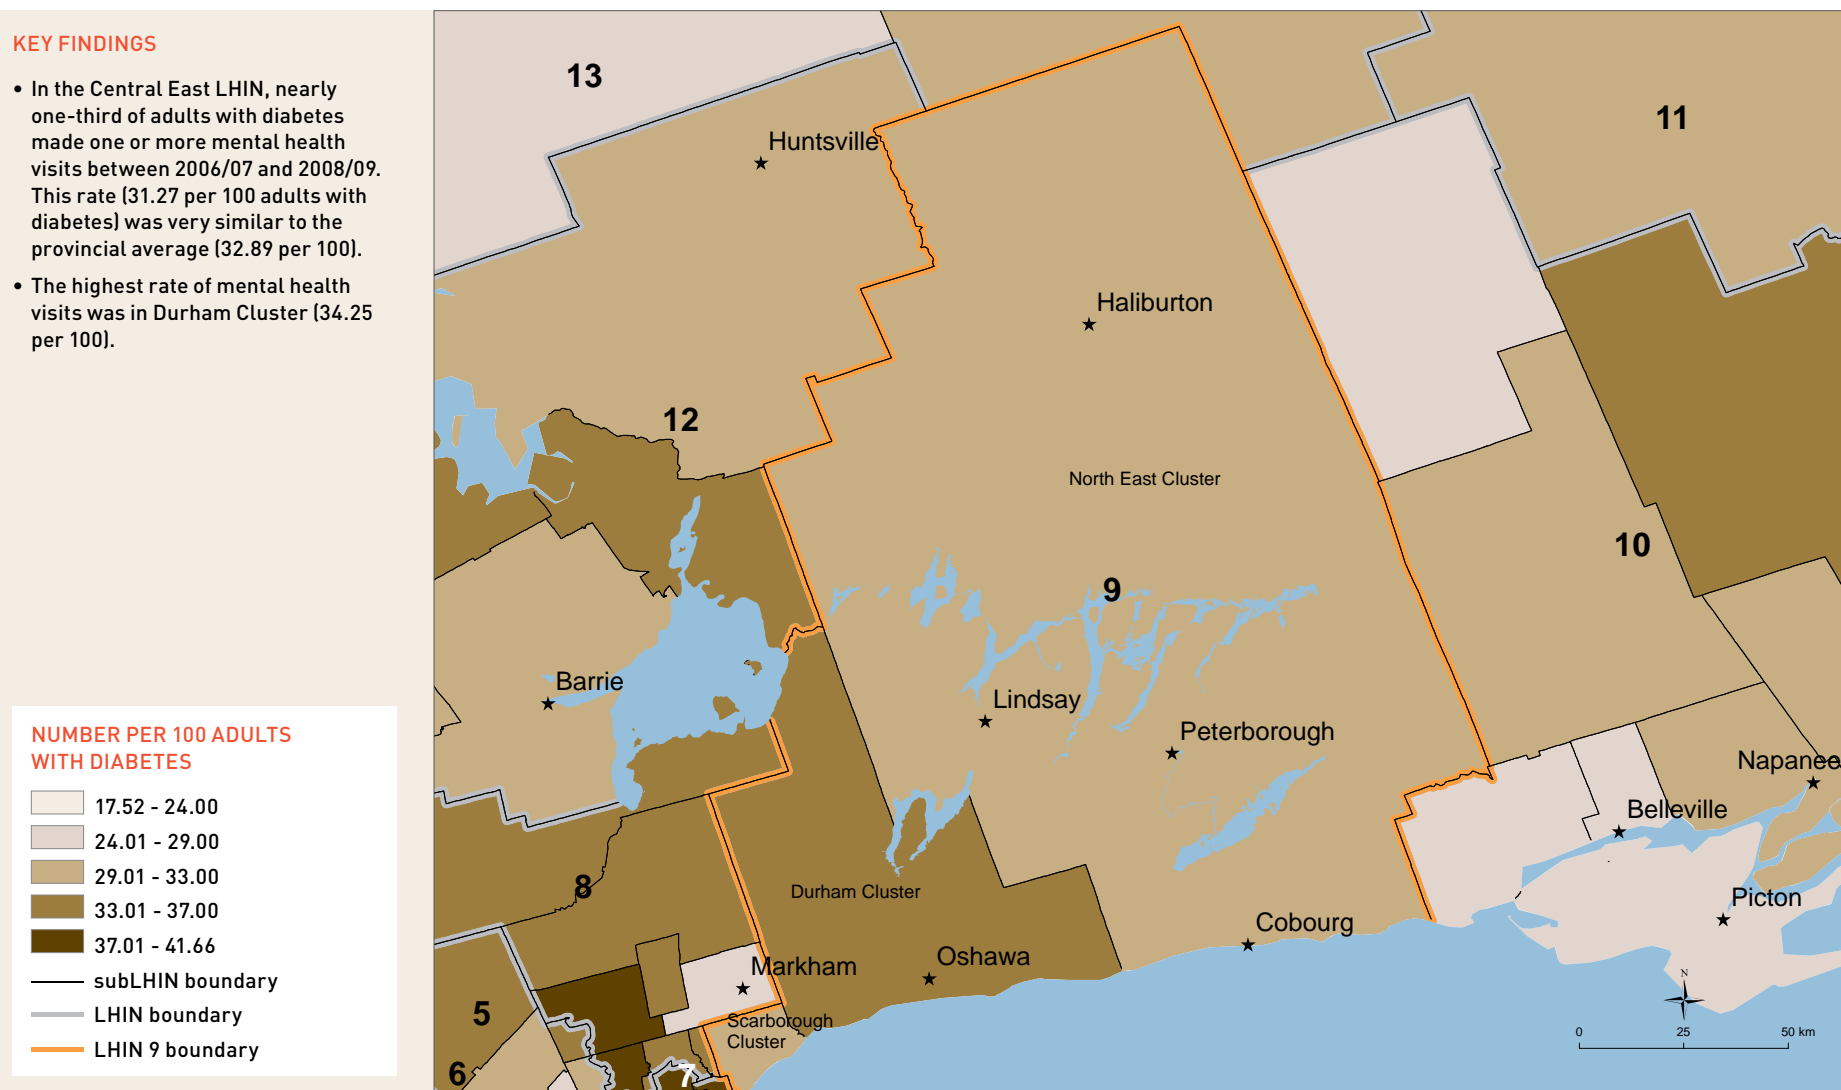 KEY FINDINGS
• In the Central East LHIN, nearly
one-third of adults with diabetes
made one or more mental health
visits between 2006/07 and 2008/09.
This rate (31.27 per 100 adults with
diabetes) was very similar to the
provincial average (32.89 per 100).
• The highest rate of mental health
visits was in Durham Cluster (34.25
per 100).
NUMBER PER 100 ADULTS
WITH DIABETES
17.52 - 24.00
24.01 - 29.00
29.01 - 33.00
33.01 - 37.00
37.01 - 41.66
subLHIN boundary
LHIN boundary
LHIN 9 boundary
13
11
Huntsville
Haliburton
12
North East Cluster
10
9
Barrie
Lindsay
Peterborough
Napanee
Belleville
8
Durham Cluster
Picton
Cobourg
Oshawa
Markham
N
5
Scarborough
Cluster
0 25 50 km
6
7